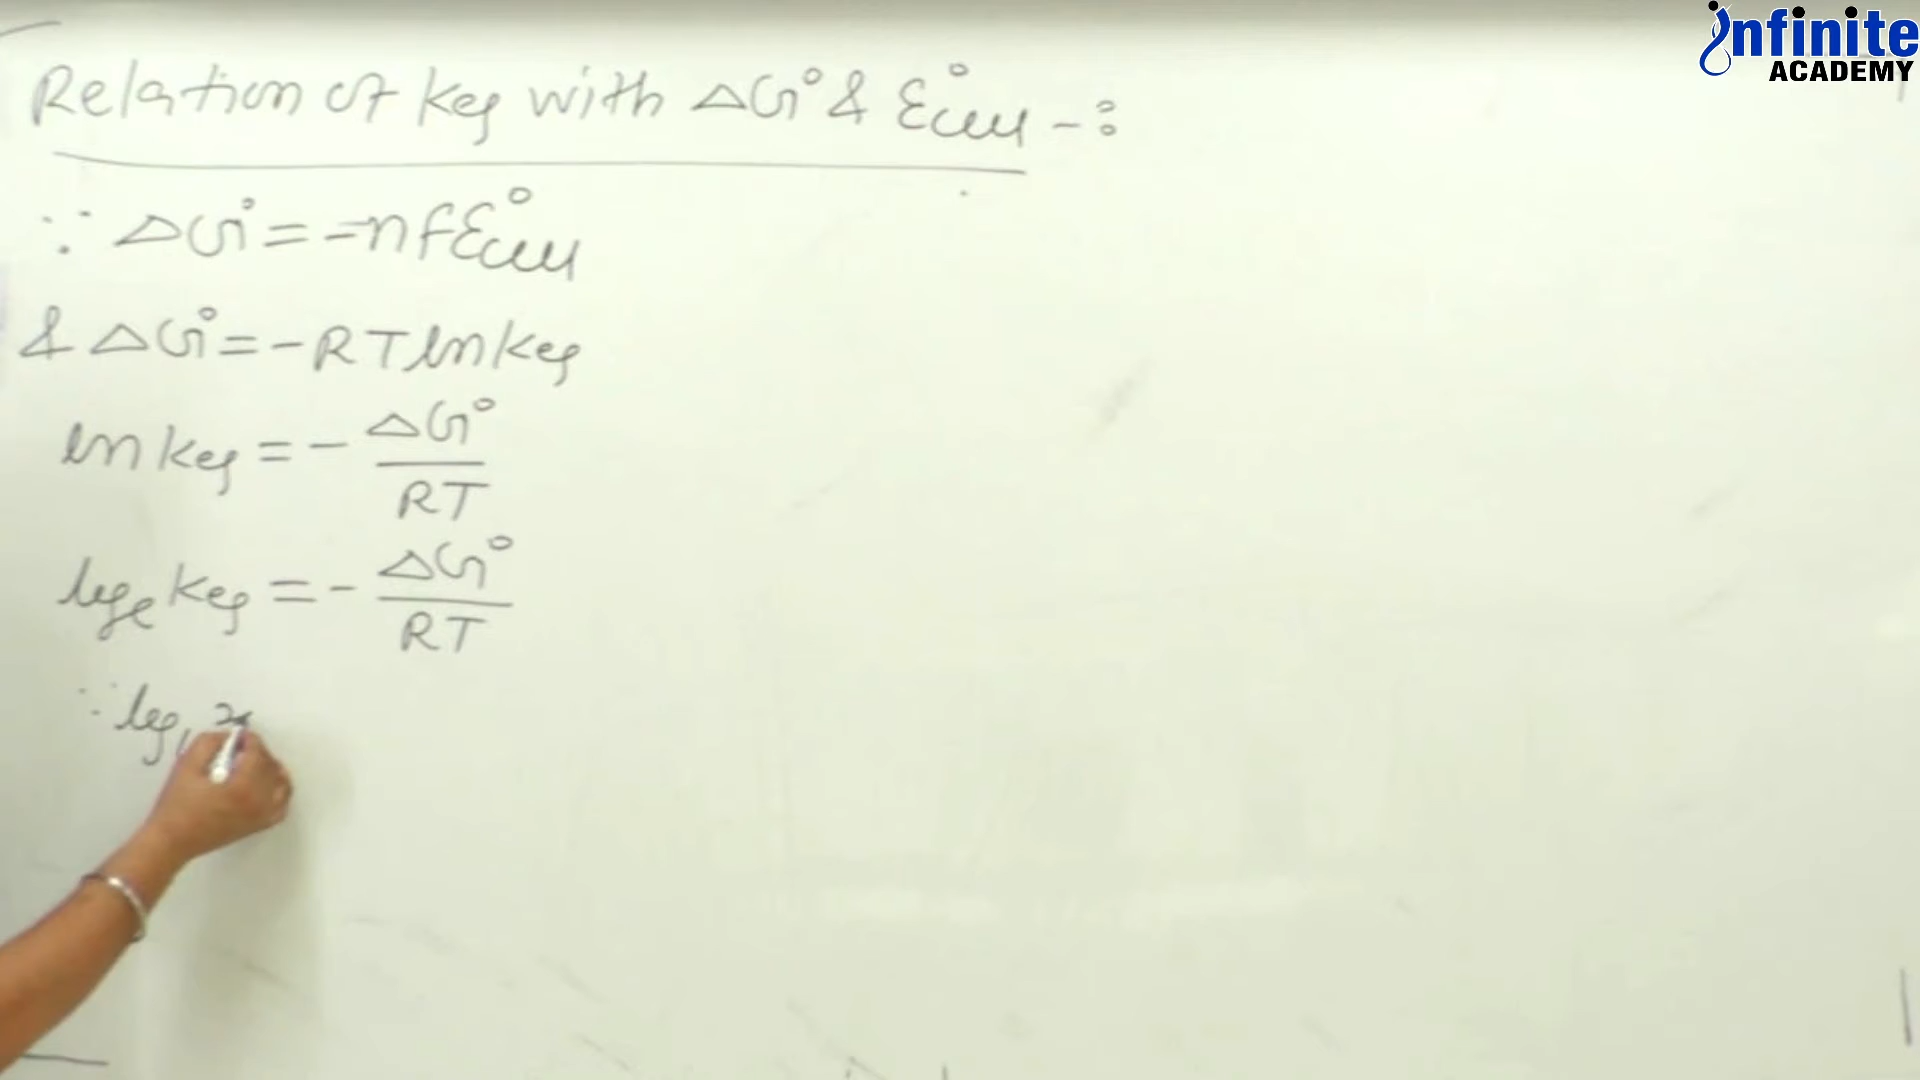 infinite
ACADEMY
Relation of Keq with ΔG° & Ɛ°cell -:
∵ ΔG° = -nFƐ°cell
& ΔG° = -RT ln Keq
ln Keq = - ΔG°/RT
logₑ Keq = - ΔG°/RT
∵ log x